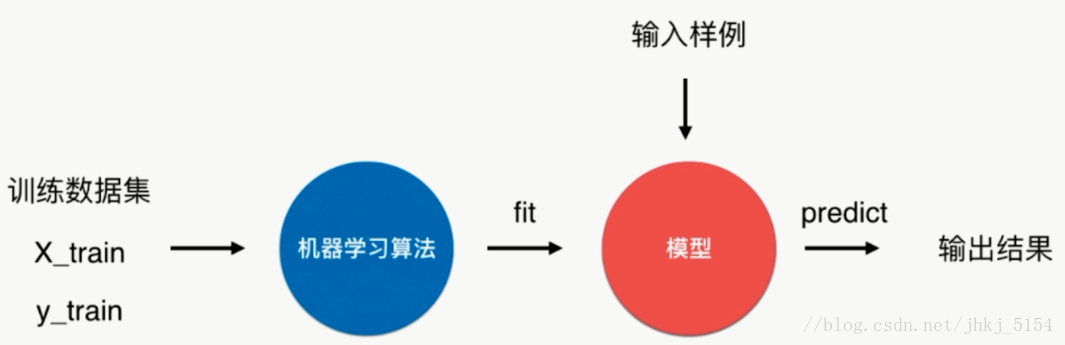 输入样例
训练数据集
X_train
y_train
机器学习算法
fit
模型
predict
输出结果
//blog.csdn.net/jhkj_5154